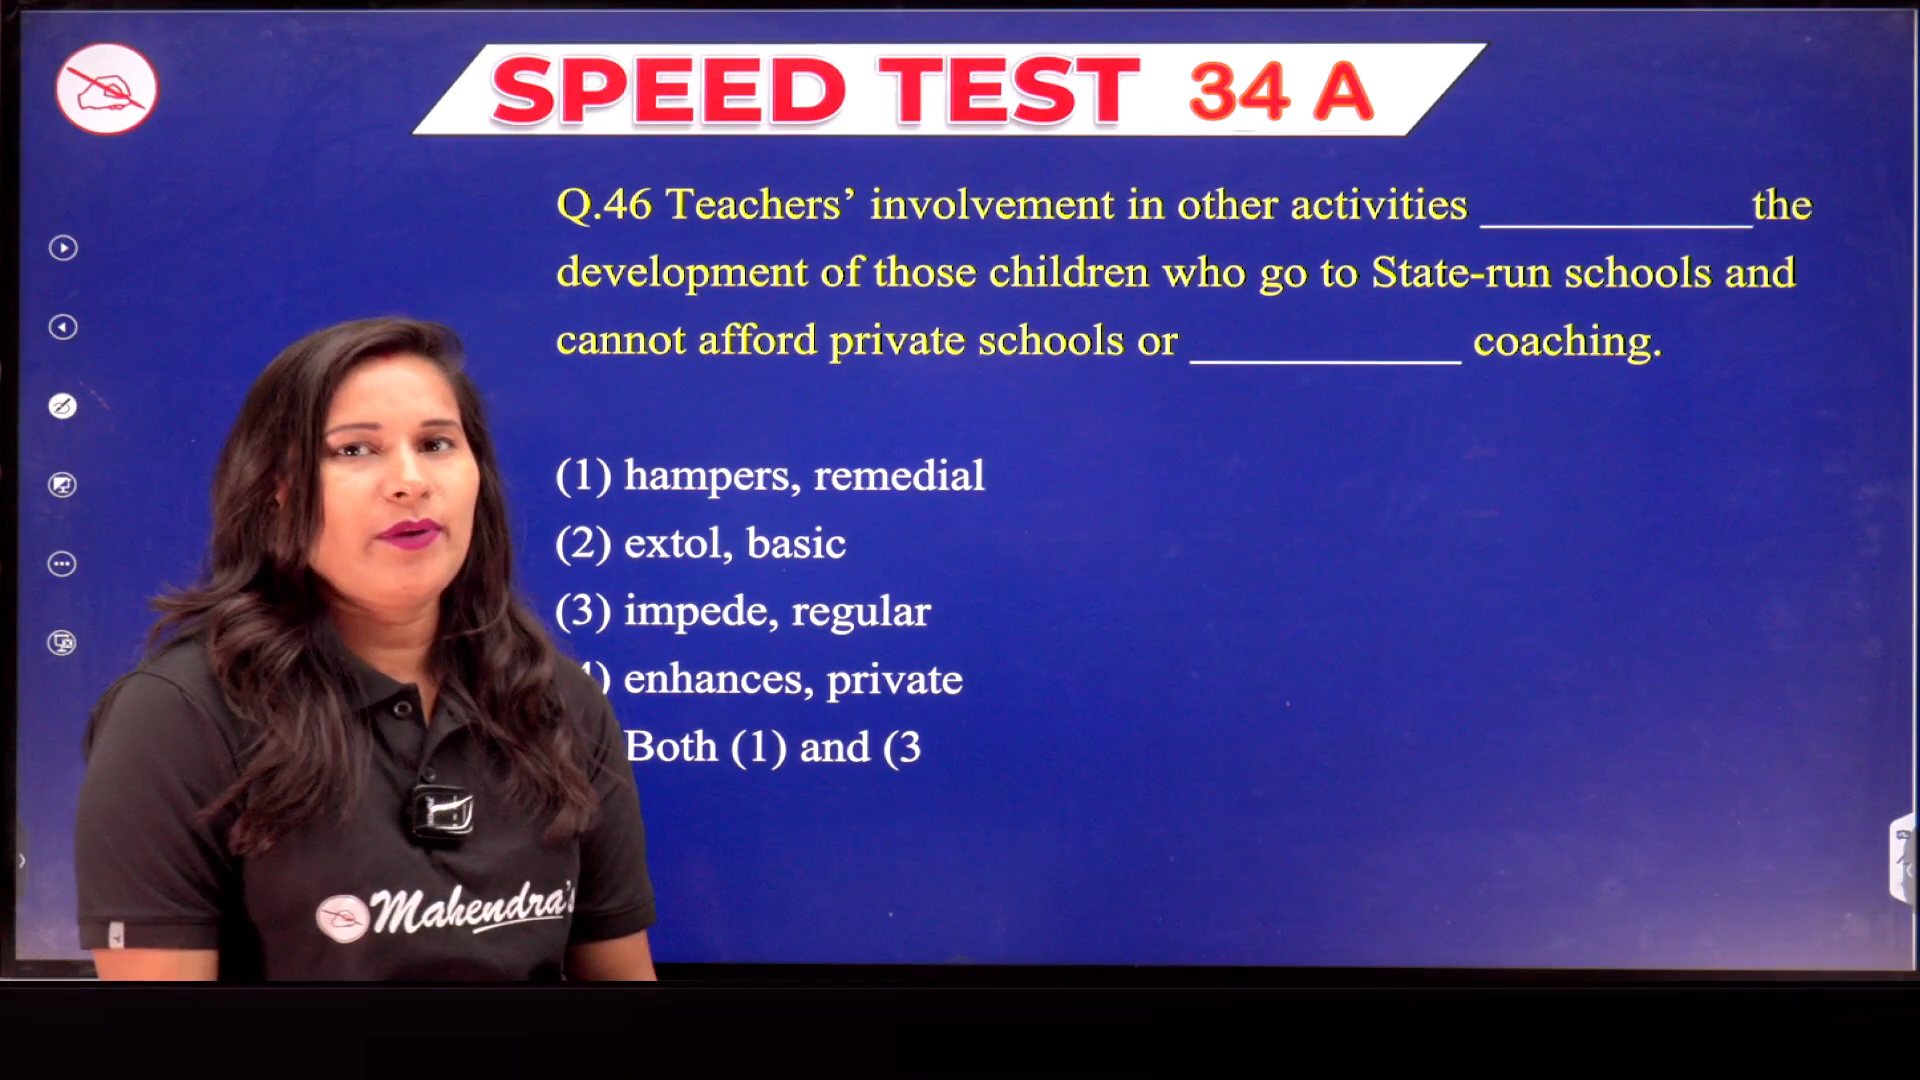 SPEED TEST 34 A
Q.46 Teachers’ involvement in other activities ____________ the
development of those children who go to State-run schools and
cannot afford private schools or ____________ coaching.
(1) hampers, remedial
(2) extol, basic
(3) impede, regular
) enhances, private
Both (1) and (3
Mahendra's